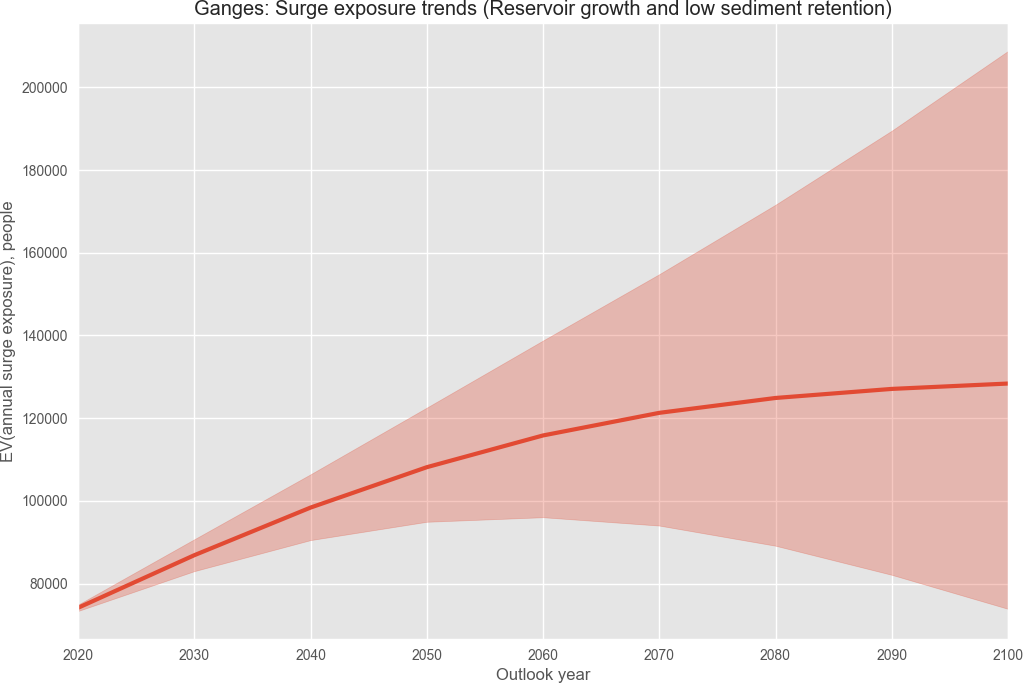 Ganges: Surge exposure trends (Reservoir growth and low sediment retention)
EV(annual surge exposure), people
200000
180000
160000
140000
120000
100000
80000
2020 2030 2040 2050 2060 2070 2080 2090 2100
Outlook year